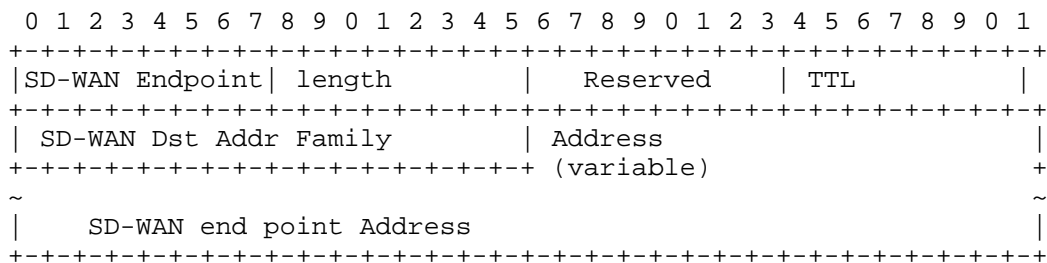 0 1 2 3 4 5 6 7 8 9 0 1 2 3 4 5 6 7 8 9 0 1 2 3 4 5 6 7 8 9 0 1
+-+-+-+-+-+-+-+-+-+-+-+-+-+-+-+-+-+-+-+-+-+-+-+-+-+-+-+-+-+-+-+-+
|SD-WAN Endpoint| length        |   Reserved    | TTL           |
+-+-+-+-+-+-+-+-+-+-+-+-+-+-+-+-+-+-+-+-+-+-+-+-+-+-+-+-+-+-+-+-+
| SD-WAN Dst Addr Family        | Address                       |
+-+-+-+-+-+-+-+-+-+-+-+-+-+-+-+-+ (variable)                    +
~                                                               ~
|    SD-WAN end point Address                                   |
+-+-+-+-+-+-+-+-+-+-+-+-+-+-+-+-+-+-+-+-+-+-+-+-+-+-+-+-+-+-+-+-+